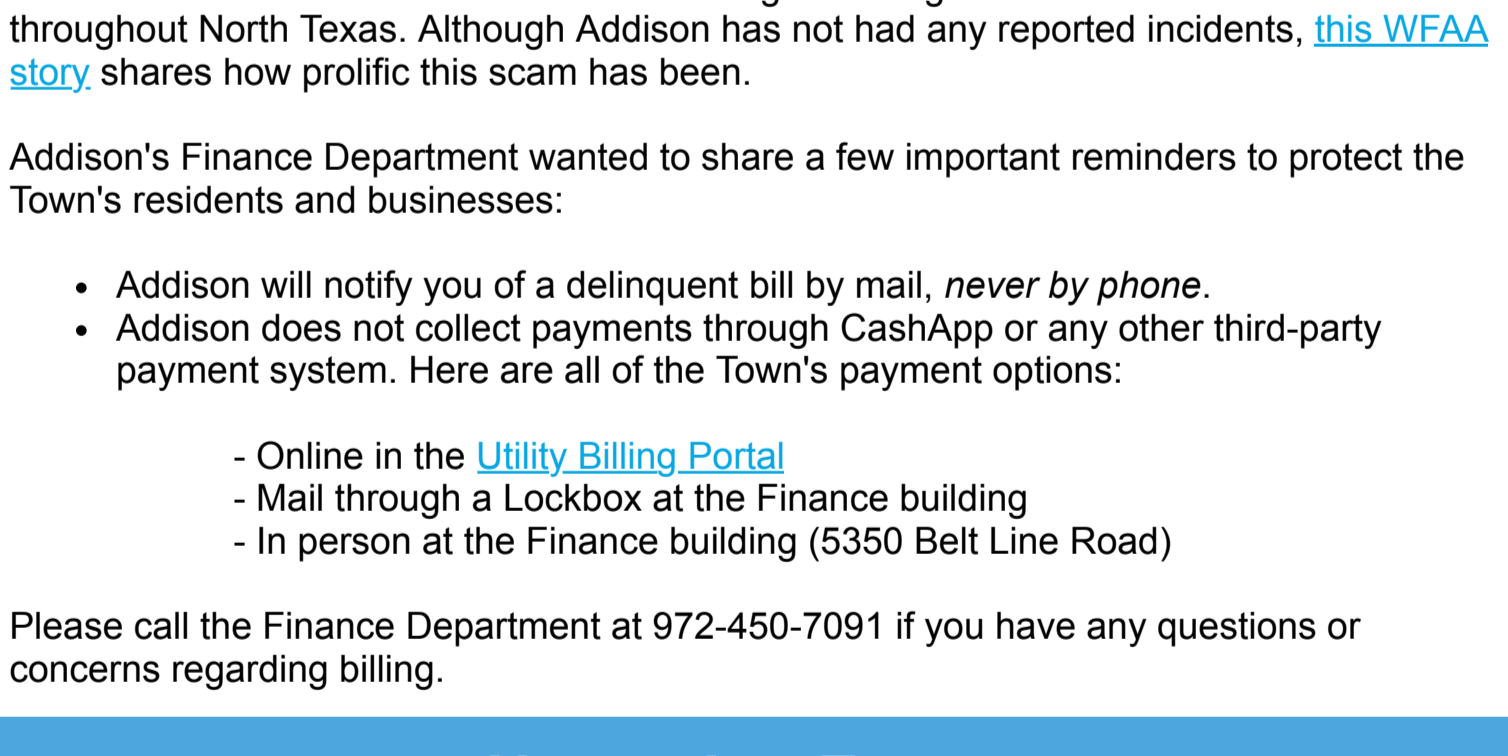 throughout North Texas. Although Addison has not had any reported incidents, this WFAA
story shares how prolific this scam has been.
Addison's Finance Department wanted to share a few important reminders to protect the
Town's residents and businesses:
• Addison will notify you of a delinquent bill by mail, never by phone.
• Addison does not collect payments through CashApp or any other third-party
payment system. Here are all of the Town's payment options:
- Online in the Utility Billing Portal
- Mail through a Lockbox at the Finance building
- In person at the Finance building (5350 Belt Line Road)
Please call the Finance Department at 972-450-7091 if you have any questions or
concerns regarding billing.